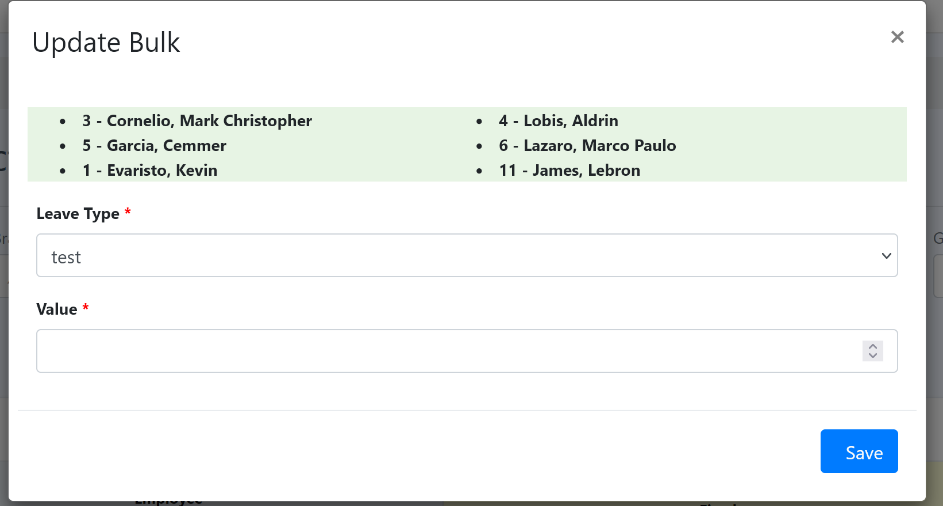 Update Bulk
×
• 3 - Cornelio, Mark Christopher
• 4 - Lobis, Aldrin
• 5 - Garcia, Cemmer
• 6 - Lazaro, Marco Paulo
• 1 - Evaristo, Kevin
• 11 - James, Lebron
Leave Type *
test
Value *
Save
Employee